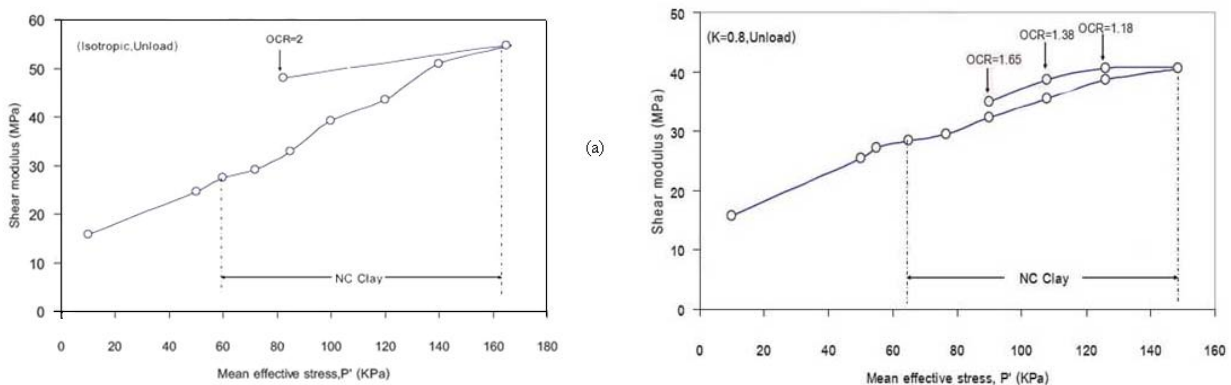 60
50
40
30
20
10
0
Shear modulus (MPa)
(Isotropic,Unload)
OCR=2
NC Clay
0 20 40 60 80 100 120 140 160 180
Mean effective stress,P' (KPa)
(a)
50
40
30
20
10
0
Shear modulus (MPa)
(K=0.8,Unload)
OCR=1.18
OCR=1.38
OCR=1.65
NC Clay
0 20 40 60 80 100 120 140 160
Mean effective stress, P' (KPa)